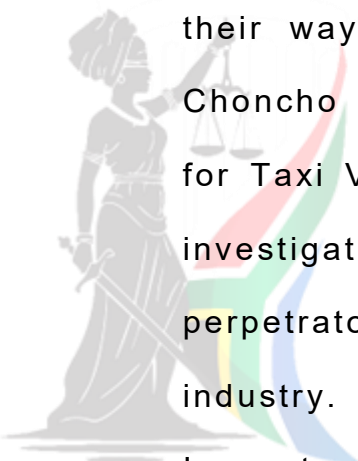 their way
Choncho
for Taxi V
investigat
perpetrato
industry.